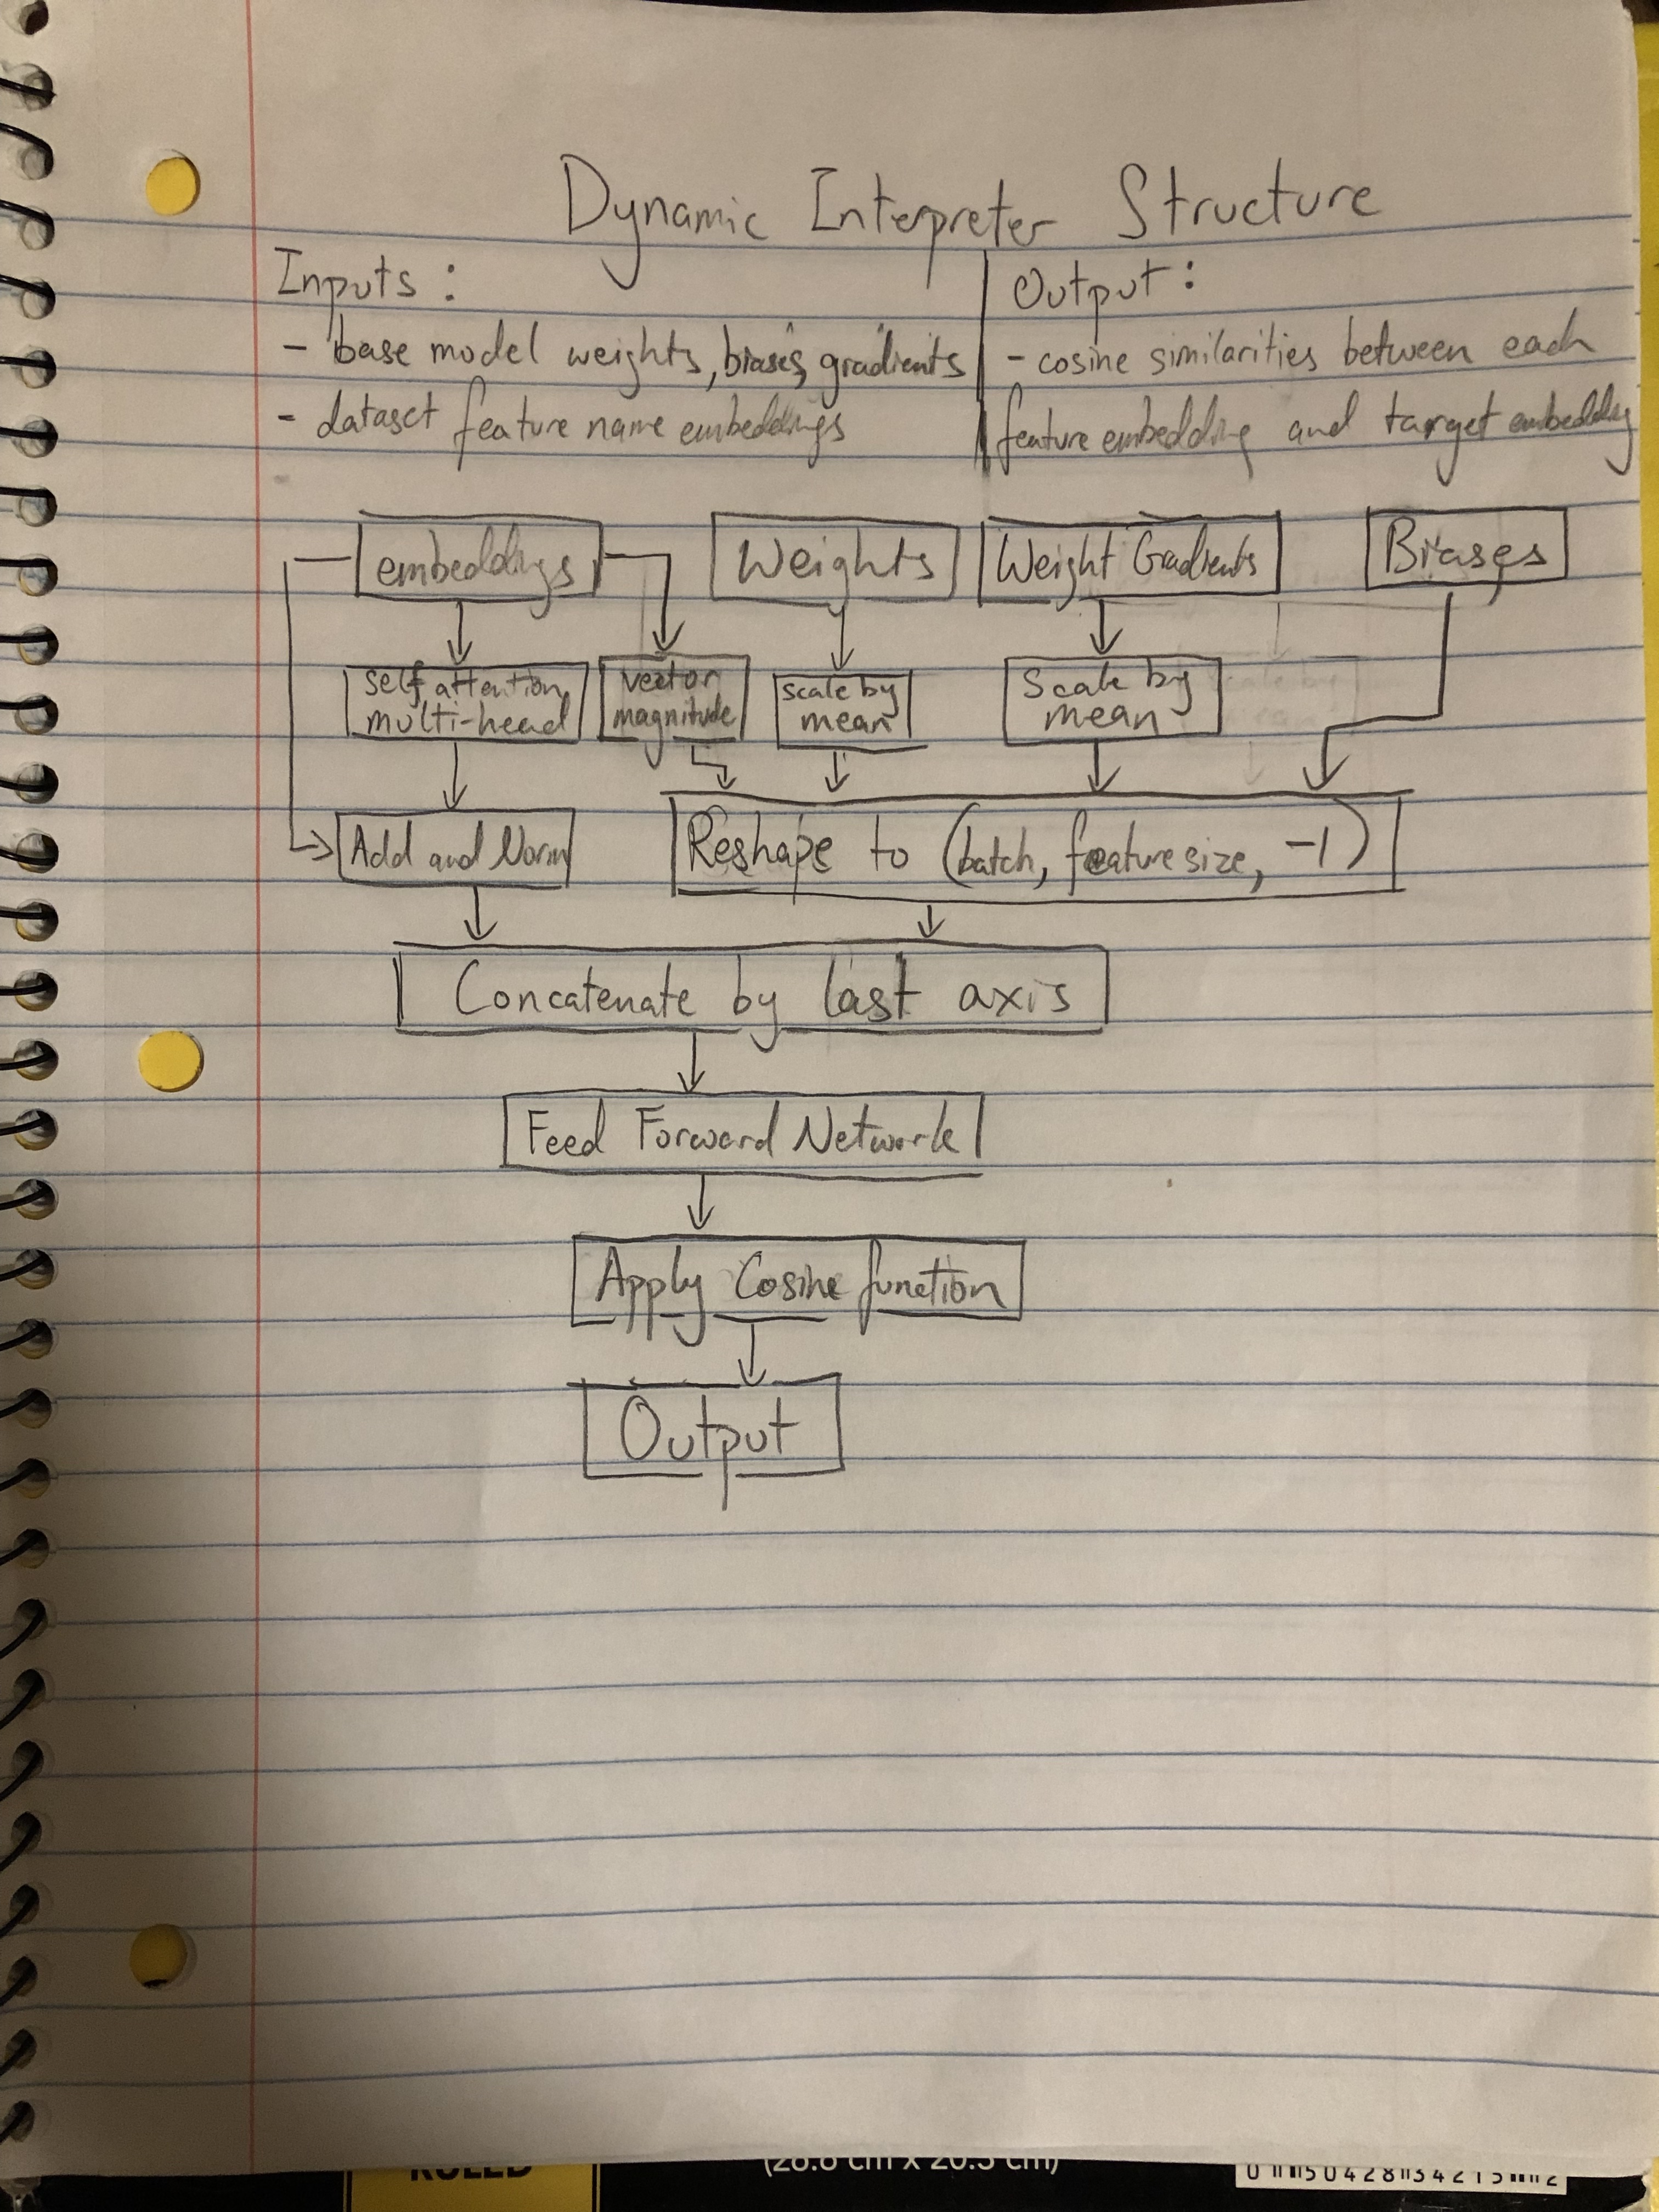 Dynamic Interpreter Structure
Inputs :
- base model weights, biases, gradients
- dataset feature name embeddings
Output :
- cosine similarities between each
feature embedding and target embedding
embeddings
Weights
Weight Gradients
Biases
self attention,
multi-head
vector
magnitude
scale by
mean
Scale by
mean
Add and Norm
Reshape to (batch, feature size, -1)
Concatenate by last axis
Feed Forward Network
Apply Cosine function
Output
RULED
(26.6 cm x 20.3 cm)